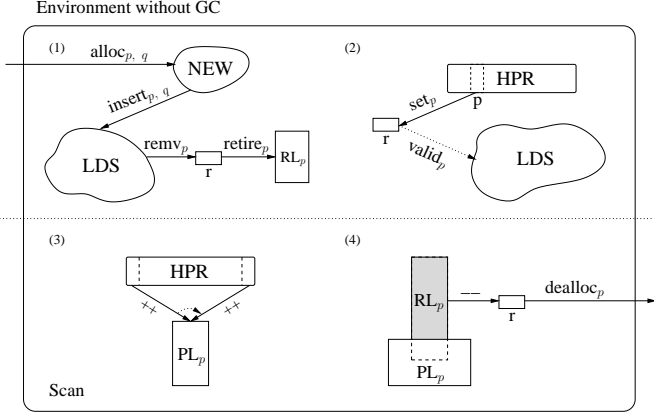 Environment without GC
(1)
alloc_{p, q}
NEW
insert_{p, q}
LDS
remv_p
r
retire_p
RL_p
(2)
HPR
p
set_p
r
valid_p
LDS
(3)
HPR
++
++
PL_p
Scan
(4)
RL_p
−−
r
dealloc_p
PL_p